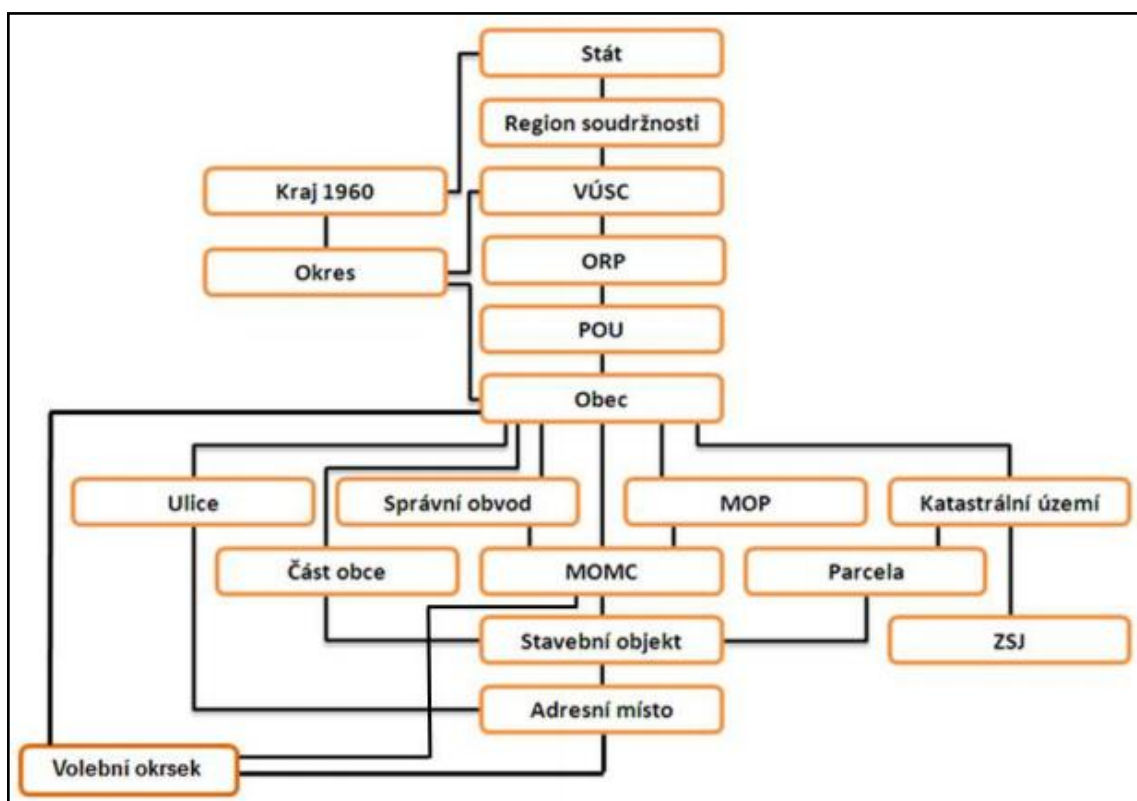 Stát
Region soudržnosti
Kraj 1960
VÚSC
Okres
ORP
POU
Obec
Ulice
Správní obvod
MOP
Katastrální území
Část obce
MOMC
Parcela
Stavební objekt
ZSJ
Adresní místo
Volební okrsek